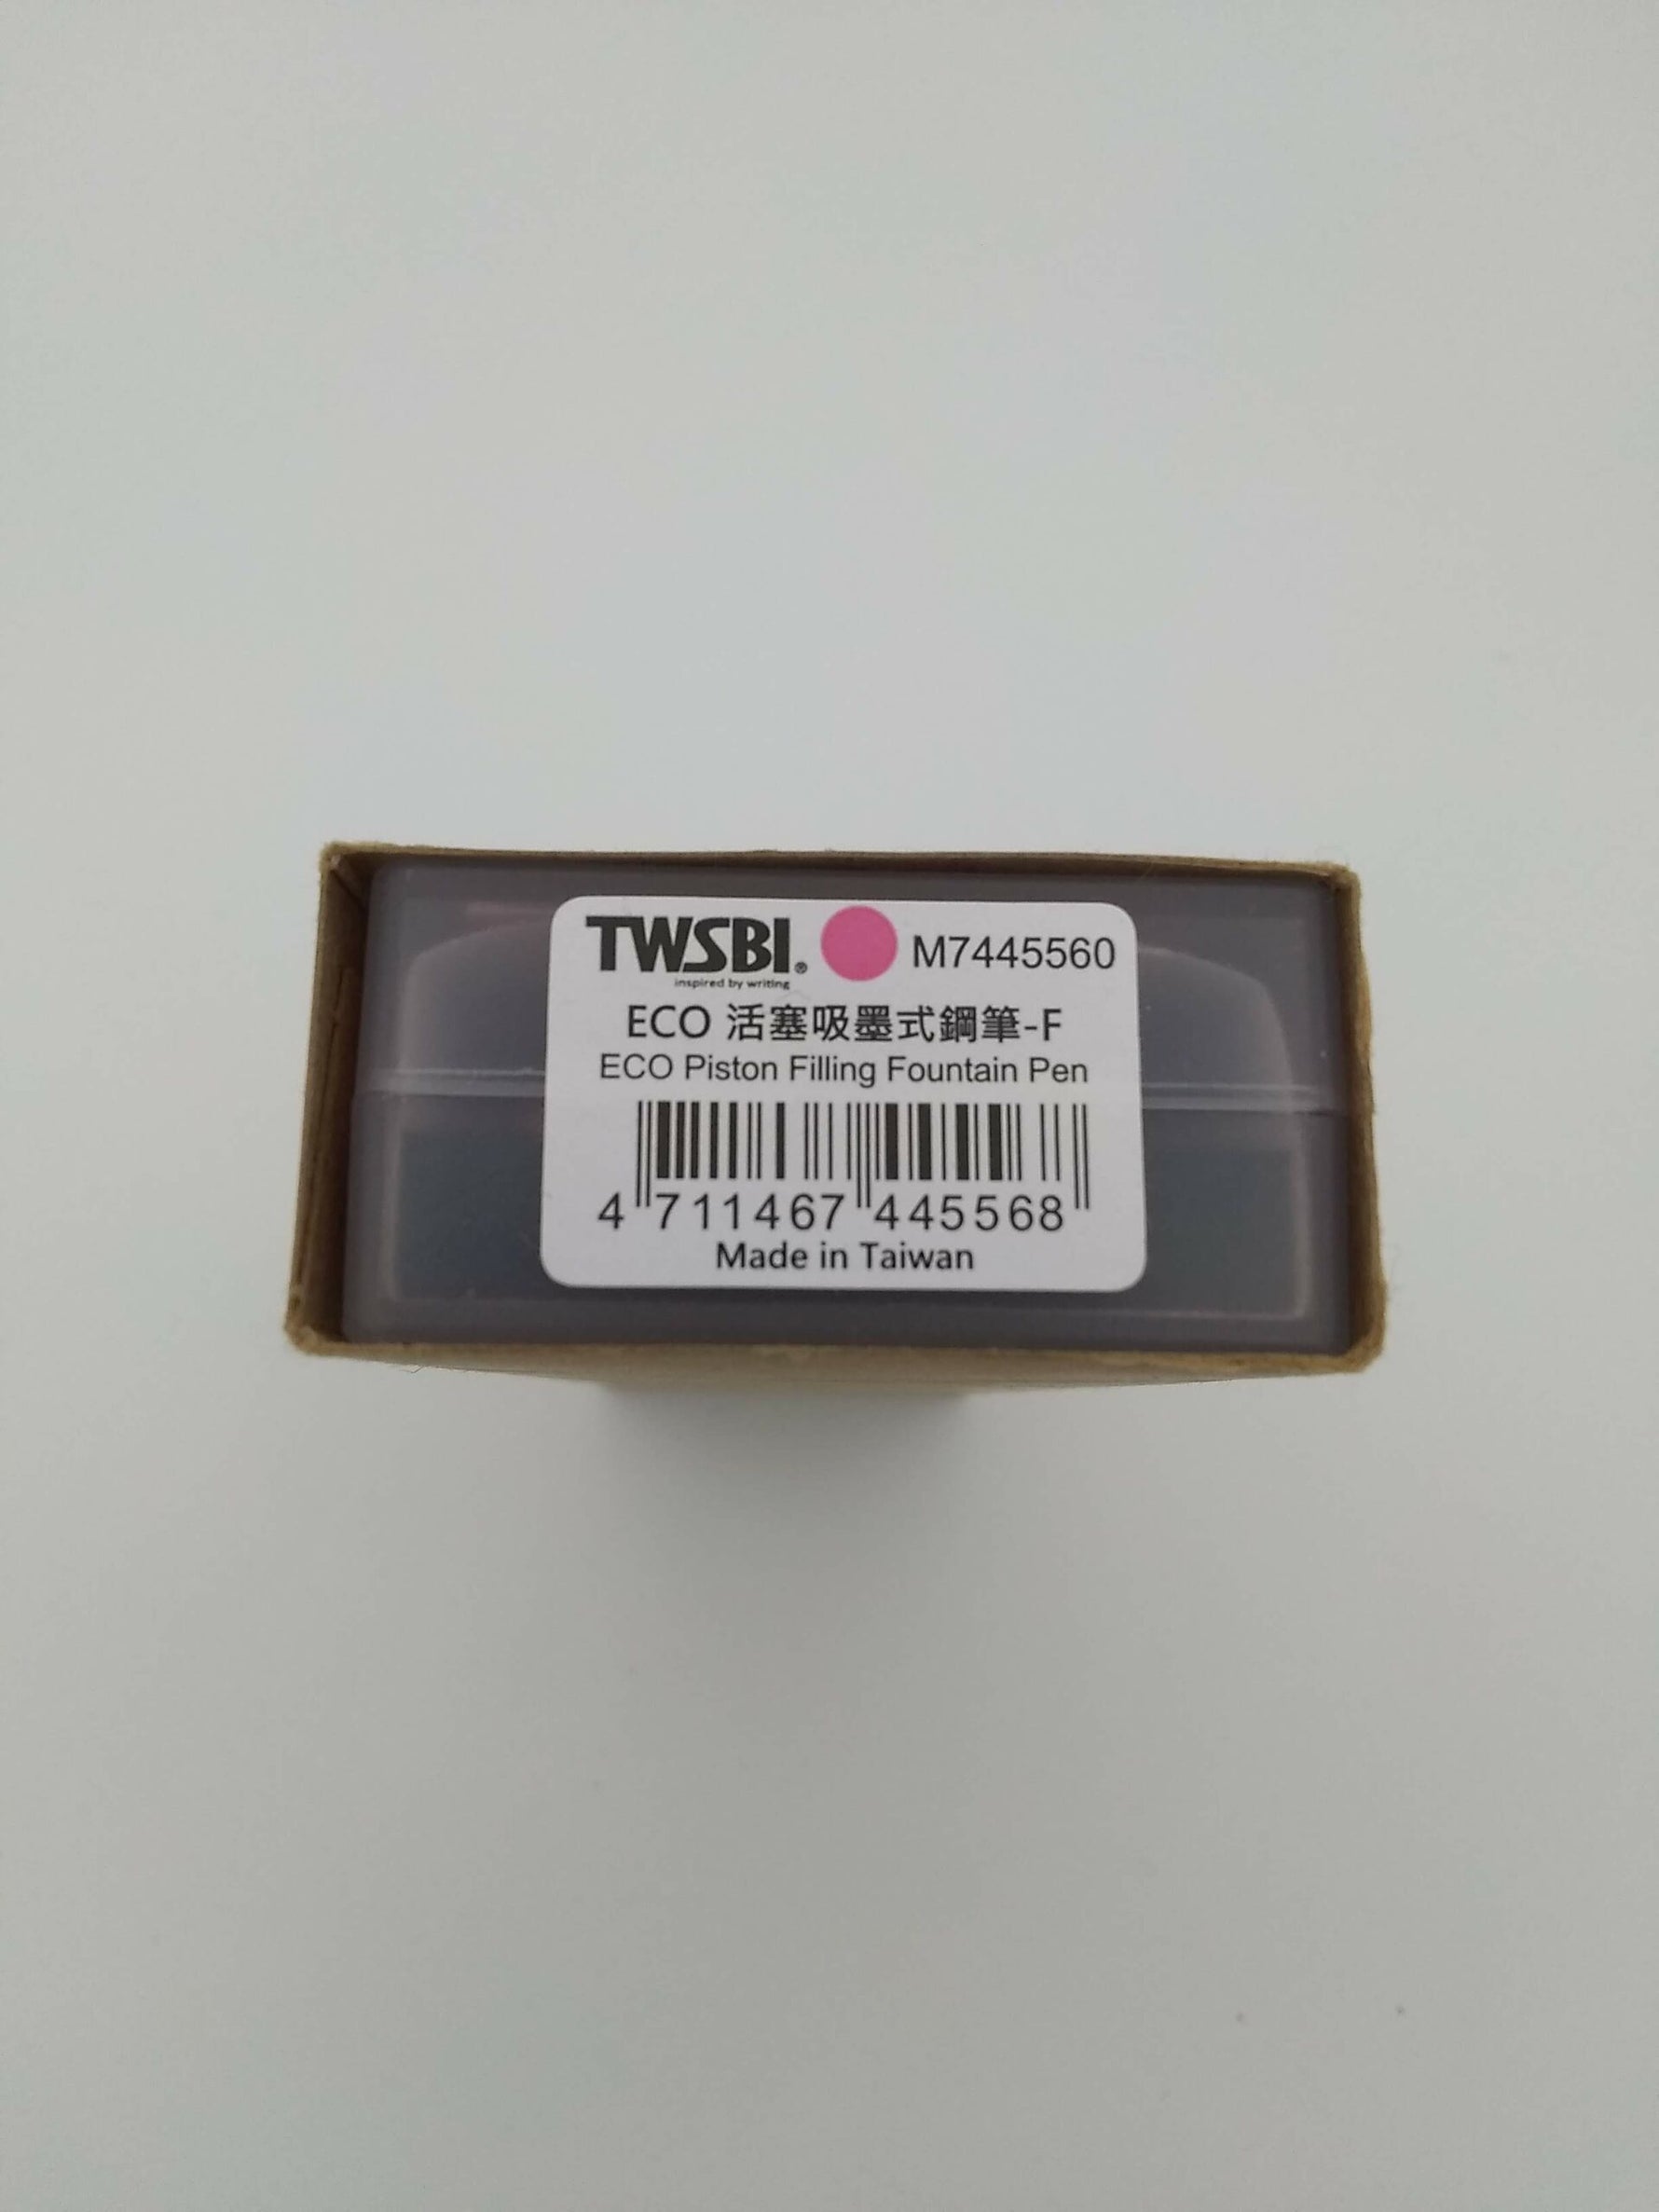 TWSBI® M7445560
inspired by writing
ECO 活塞吸墨式鋼筆-F
ECO Piston Filling Fountain Pen
4 711467 445568
Made in Taiwan